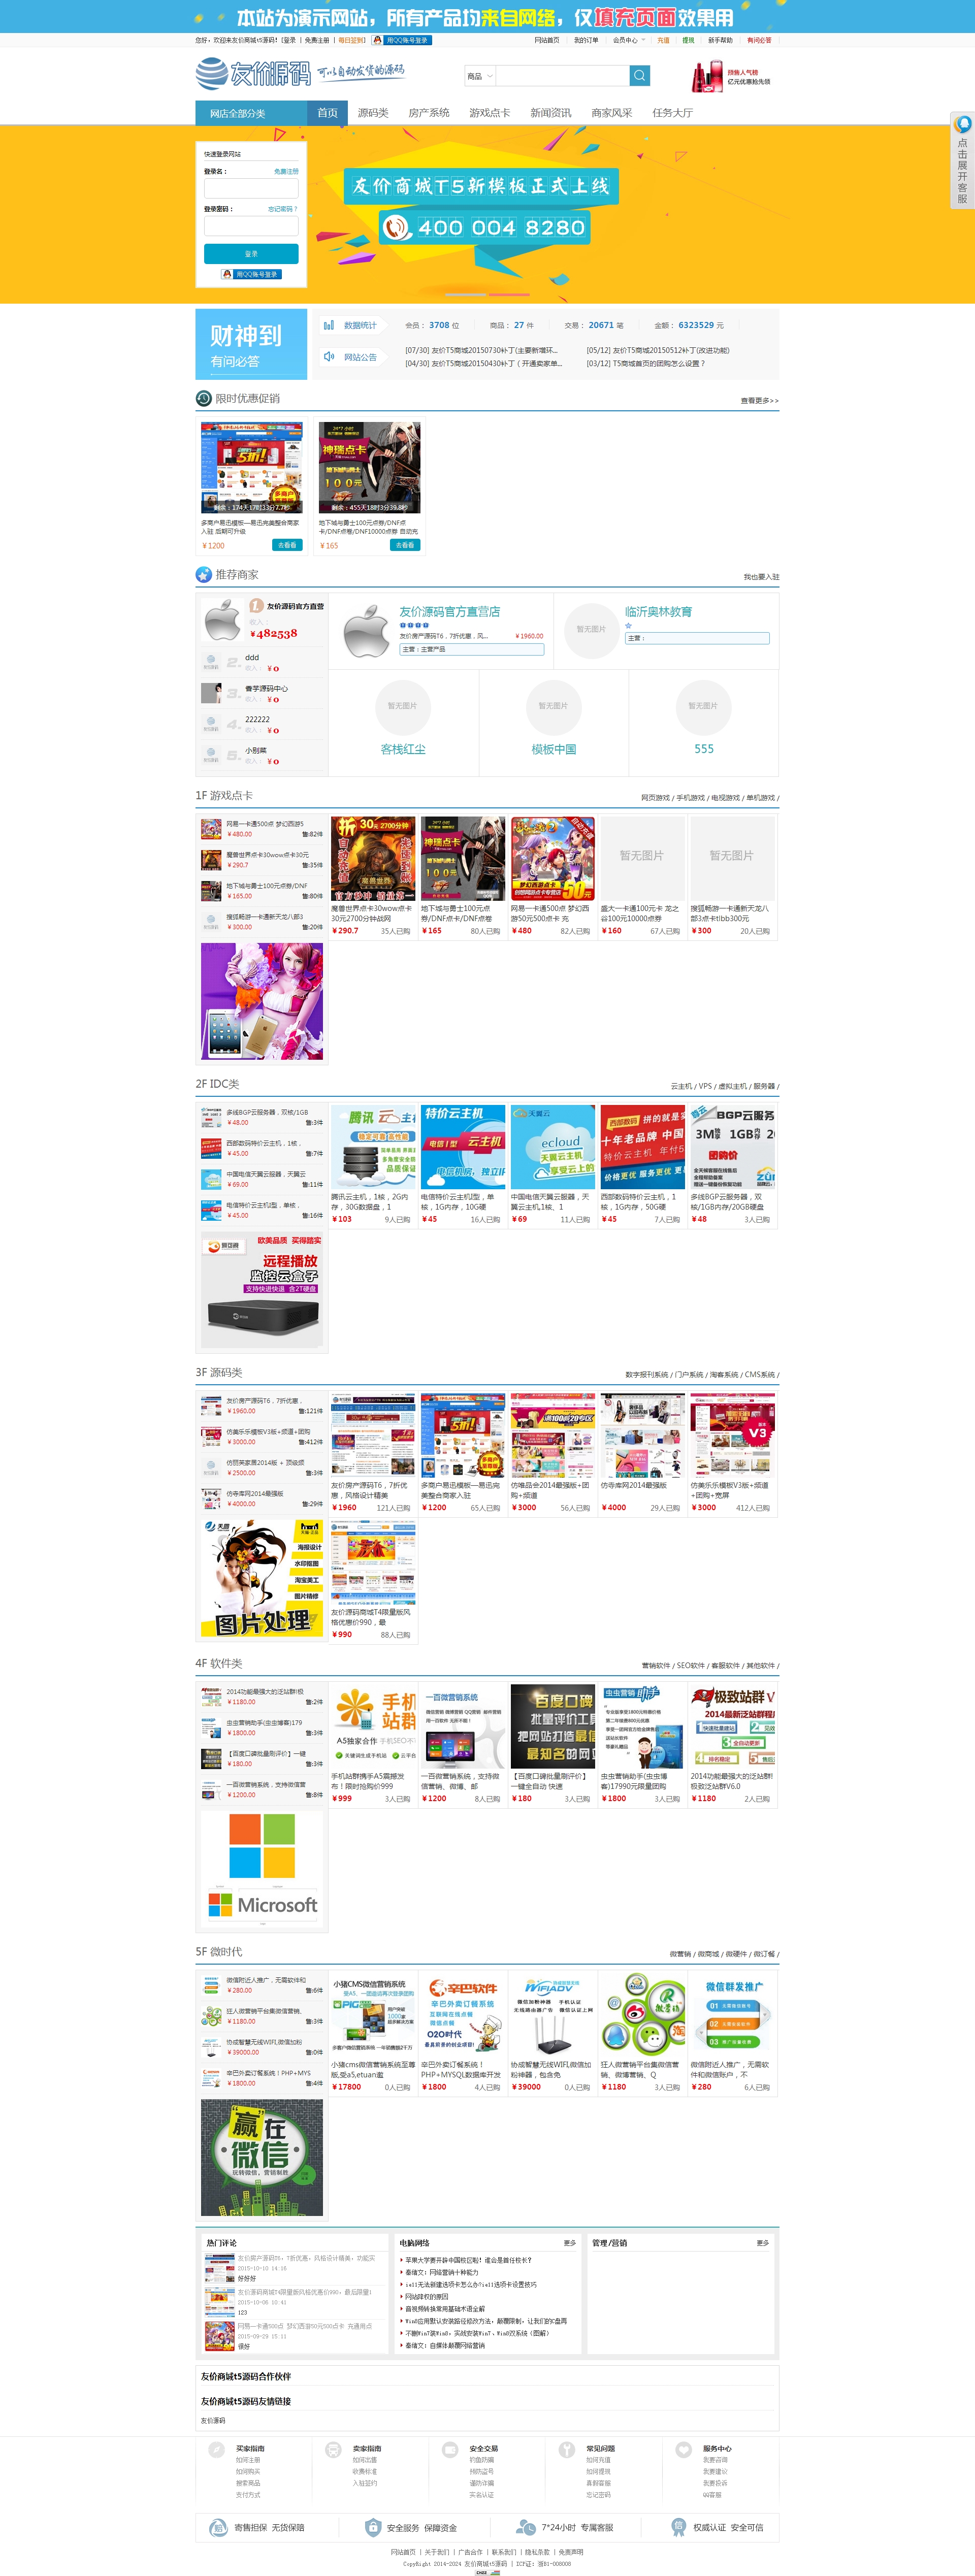 本站为演示网站，所有产品均来自网络，仅填充页面效果用
您好，欢迎来友价商城t5源码! [登录 | 免费注册 | 每日签到] 用QQ账号登录
网站首页 我的订单 会员中心 充值 提现 新手帮助 有问必答
友价源码 可以自动发货的源码
商品
预售人气榜
亿元优惠抢先领
网店全部分类 首页 源码类 房产系统 游戏点卡 新闻资讯 商家风采 任务大厅
点击展开客服
快速登录网站
登录名： 免费注册
登录密码： 忘记密码？
登录
用QQ账号登录
友价商城T5新模板正式上线
400 004 8280
财神到
有问必答
数据统计 会员： 3708 位 商品： 27 件 交易： 20671 笔 金额： 6323529 元
网站公告
[07/30] 友价T5商城20150730补丁(主要新增环... [05/12] 友价T5商城20150512补丁(改进功能)
[04/30] 友价T5商城20150430补丁（开通卖家单... [03/12] T5商城首页的团购怎么设置？
限时优惠促销 查看更多>>
剩余：174天17时33分7.7秒 剩余：455天18时3分39.8秒
多商户易迅模板—易迅完美整合商家入驻 后期可升级
￥1200 去看看
地下城与勇士100元点券/DNF点卡/DNF点卷/DNF10000点券 自动充
￥165 去看看
推荐商家 我也要入驻
1 友价源码官方直营
收入：
￥482538
2. ddd
收入： ￥0
3. 香芋源码中心
收入： ￥0
4. 222222
收入： ￥0
5. 小别菜
收入： ￥0
友价源码官方直营店
友价房产源码T6，7折优惠，风... ￥1960.00
主营：主营产品
暂无图片
临沂奥林教育
主营：
暂无图片 暂无图片 暂无图片
客栈红尘 模板中国 555
1F 游戏点卡 网页游戏 / 手机游戏 / 电视游戏 / 单机游戏 /
网易一卡通500点 梦幻西游5
￥480.00 售:82件
魔兽世界点卡30wow点卡30元
￥290.7 售:35件
地下城与勇士100元点券/DNF
￥165.00 售:80件
搜狐畅游一卡通新天龙八部3
￥300.00 售:20件
魔兽世界点卡30wow点卡30元2700分钟战网
￥290.7 35人已购
地下城与勇士100元点券/DNF点卡/DNF点卷
￥165 80人已购
网易一卡通500点 梦幻西游50元500点卡 充
￥480 82人已购
暂无图片
盛大一卡通100元卡 龙之谷100元10000点券
￥160 67人已购
暂无图片
搜狐畅游一卡通新天龙八部3点卡tlbb300元
￥300 20人已购
2F IDC类 云主机 / VPS / 虚拟主机 / 服务器 /
多线BGP云服务器，双核/1GB
￥48.00 售:3件
西部数码特价云主机，1核，
￥45.00 售:7件
中国电信天翼云服器，天翼云
￥69.00 售:11件
电信特价云主机I型，单核，
￥45.00 售:16件
欧美品质 买得踏实
远程播放
监控云盒子
支持快进快退 含2T硬盘
腾讯云主机，1核，2G内存，30G数据盘，1
￥103 9人已购
电信特价云主机I型，单核，1G内存，10G硬
￥45 16人已购
中国电信天翼云服器，天翼云主机,1核、1
￥69 11人已购
西部数码特价云主机，1核，1G内存，50G硬
￥45 7人已购
多线BGP云服务器，双核/1GB内存/20GB硬盘
￥48 3人已购
3F 源码类 数字报刊系统 / 门户系统 / 淘客系统 / CMS系统 /
友价房产源码T6，7折优惠，
￥1960.00 售:121件
仿美乐乐模板V3版+频道+团购
￥3000.00 售:412件
仿丽芙家居2014版 + 顶级频
￥2500.00 售:3件
仿寺库网2014最强版
￥4000.00 售:29件
海报设计
水印抠图
淘宝美工
图片精修
图片处理
友价房产源码T6，7折优惠，风格设计精美
￥1960 121人已购
多商户易迅模板—易迅完美整合商家入驻
￥1200 65人已购
仿唯品会2014最强版+团购+频道
￥3000 56人已购
仿寺库网2014最强版
￥4000 29人已购
仿美乐乐模板V3版+频道+团购+宽屏
￥3000 412人已购
友价源码商城T4限量版风格优惠价990，最
￥990 88人已购
4F 软件类 营销软件 / SEO软件 / 客服软件 / 其他软件 /
2014功能最强大的泛站群!极
￥1180.00 售:2件
虫虫营销助手(虫虫博客)179
￥1800.00 售:3件
【百度口碑批量刷评价】一键
￥180.00 售:3件
一百微营销系统，支持微信营
￥1200.00 售:8件
Microsoft
手机站群携手A5震撼发布！限时抢购价999
￥999 3人已购
一百微营销系统，支持微信营销、微博、邮
￥1200 8人已购
【百度口碑批量刷评价】一键全自动 快速
￥180 3人已购
虫虫营销助手(虫虫博客)17990元限量团购
￥1800 3人已购
2014功能最强大的泛站群!极致泛站群V6.0
￥1180 2人已购
5F 微时代 微营销 / 微商城 / 微硬件 / 微订餐 /
微信附近人推广，无需软件和
￥280.00 售:6件
狂人微营销平台集微信营销、
￥1180.00 售:3件
协成智慧无线WIFI,微信加粉
￥39000.00 售:0件
辛巴外卖订餐系统！PHP+MYS
￥1800.00 售:4件
赢在微信
玩转微信，营销制胜
小猪cms微信营销系统至尊版,受a5,etuan邀
￥17800 0人已购
辛巴外卖订餐系统！PHP+MYSQL数据库开发
￥1800 4人已购
协成智慧无线WIFI,微信加粉神器，包含免
￥39000 0人已购
狂人微营销平台集微信营销、微博营销、Q
￥1180 3人已购
微信附近人推广，无需软件和微信账户，不
￥280 6人已购
热门评论
友价房产源码T6，7折优惠，风格设计精美，功能实
2015-10-10 14:16
好好好
友价源码商城T4限量版风格优惠价990，最后限量!
2015-10-08 10:41
123
网易一卡通500点 梦幻西游50元500点卡 充通用点
2015-09-29 15:11
很好
电脑网络 更多
苹果大学要开辟中国校区啦！谁会是首任校长?
秦倩文：网络营销十种能力
ie11无法新建选项卡怎么办?ie11选项卡设置技巧
网站降权的原因
音视频转换常用基础术语全解
Win8应用默认安装路径修改方法，颠覆限制，让我们的C盘再
不删Win7装Win8，实战安装Win7、Win8双系统（图解）
秦倩文：自媒体颠覆网络营销
管理/营销 更多
友价商城t5源码合作伙伴
友价商城t5源码友情链接
友价源码
买家指南
如何注册
如何购买
搜索商品
支付方式
卖家指南
如何出售
收费标准
入驻签约
安全交易
钓鱼防骗
预防盗号
谨防诈骗
实名认证
常见问题
如何充值
如何提现
真假客服
忘记密码
服务中心
我要咨询
我要建议
我要投诉
QQ客服
寄售担保 无货保赔 安全服务 保障资金 7*24小时 专属客服 权威认证 安全可信
网站首页 | 关于我们 | 广告合作 | 联系我们 | 隐私条款 | 免责声明
CopyRight 2014-2024 友价商城t5源码 | ICP证：浙B1-008008